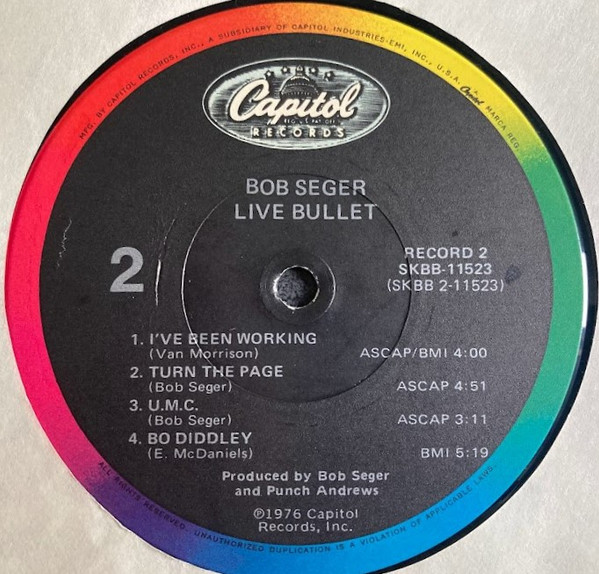 MFG. BY CAPITOL RECORDS, INC., A SUBSIDIARY OF CAPITOL INDUSTRIES-EMI, INC., U.S.A. Capitol MARCA REG.
Capitol
RECORDS
BOB SEGER
LIVE BULLET
2
RECORD 2
SKBB-11523
(SKBB 2-11523)
1. I'VE BEEN WORKING
(Van Morrison) ASCAP/BMI 4:00
2. TURN THE PAGE
(Bob Seger) ASCAP 4:51
3. U.M.C.
(Bob Seger) ASCAP 3:11
4. BO DIDDLEY
(E. McDaniels) BMI 5:19
Produced by Bob Seger
and Punch Andrews
℗1976 Capitol
Records, Inc.
ALL RIGHTS RESERVED. UNAUTHORIZED DUPLICATION IS A VIOLATION OF APPLICABLE LAWS.